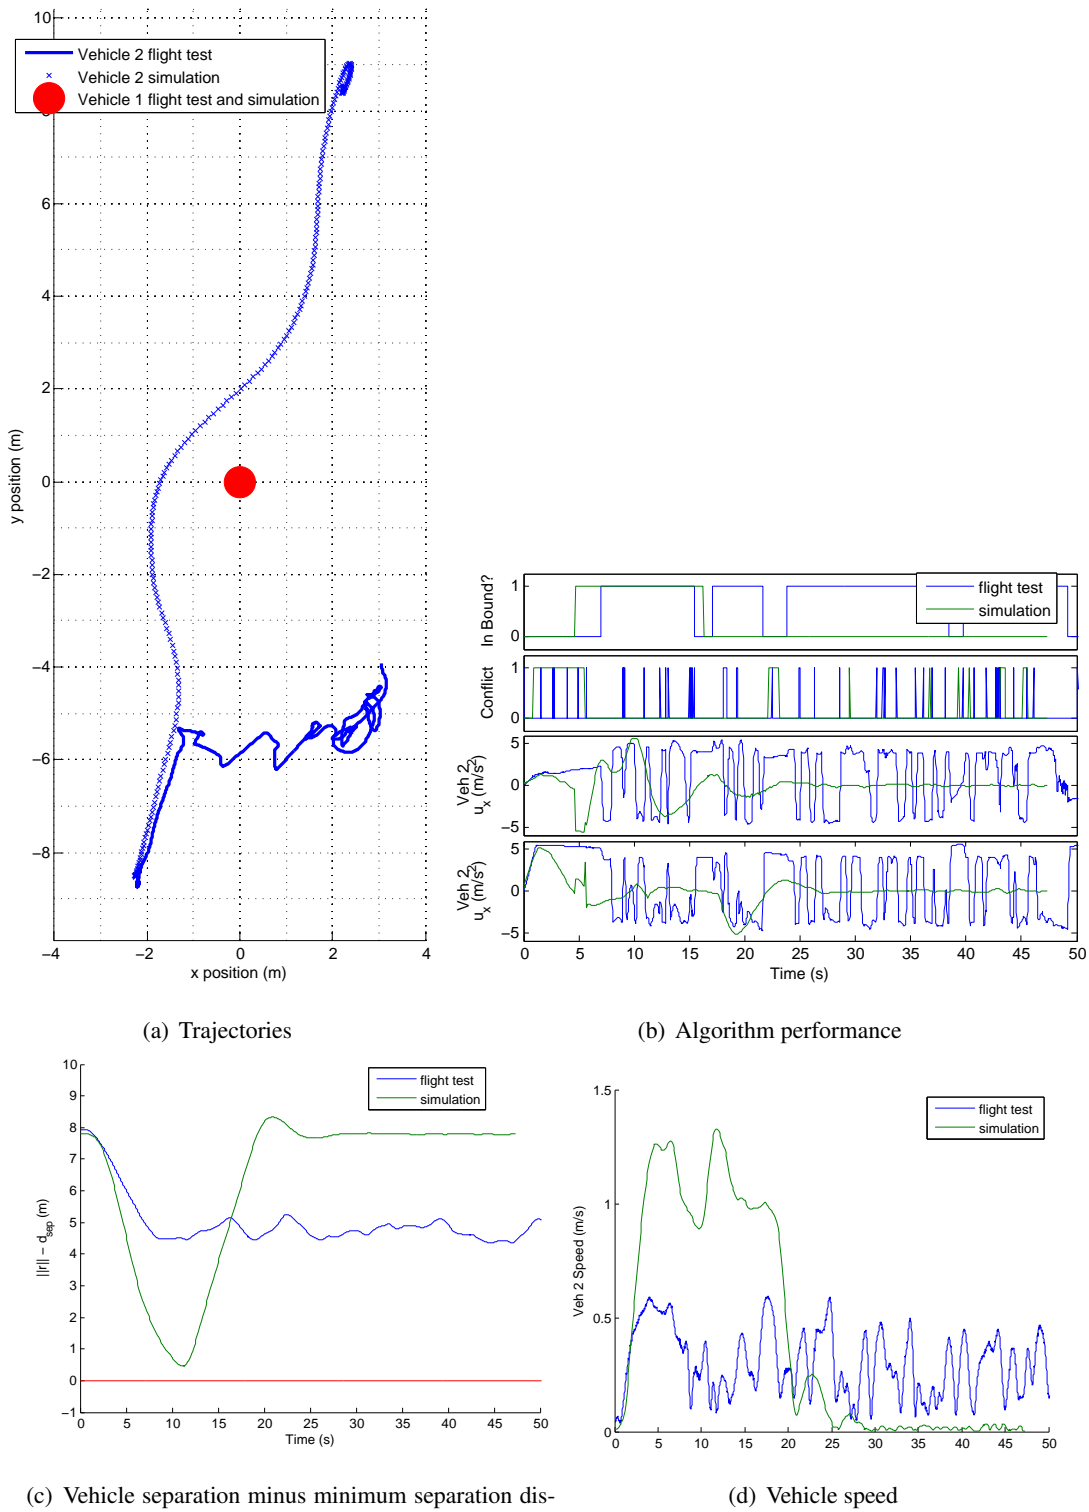 10
Vehicle 2 flight test
Vehicle 2 simulation
Vehicle 1 flight test and simulation
8
6
4
2
0
−2
−4
−6
−8
y position (m)
−4 −2 0 2 4
x position (m)
(a) Trajectories
In Bound?
1
0
flight test
simulation
Conflict
1
0
Veh 2
u_x (m/s²)
5
0
−5
Veh 2
u_x (m/s²)
5
0
−5
0 5 10 15 20 25 30 35 40 45 50
Time (s)
(b) Algorithm performance
10
9
8
7
6
5
4
3
2
1
0
−1
||r|| − d_sep (m)
flight test
simulation
0 5 10 15 20 25 30 35 40 45 50
Time (s)
(c) Vehicle separation minus minimum separation dis-
1.5
1
0.5
0
Veh 2 Speed (m/s)
flight test
simulation
0 5 10 15 20 25 30 35 40 45 50
(d) Vehicle speed